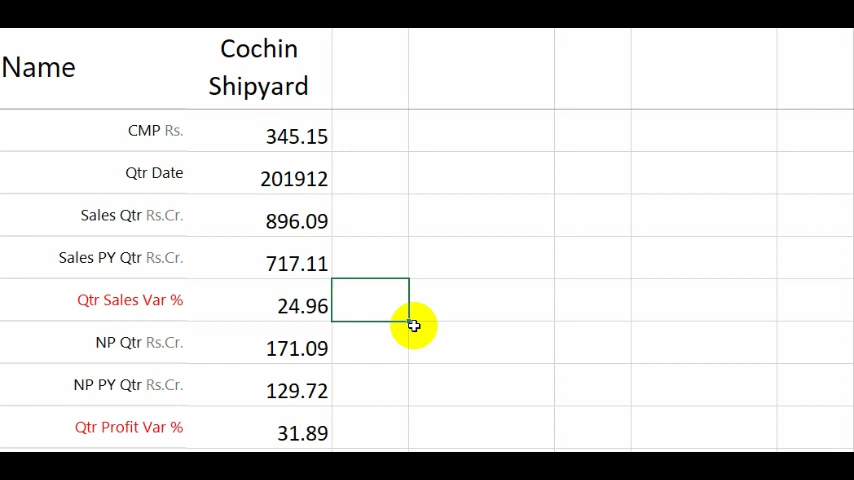 Name Cochin
Shipyard
CMP Rs. 345.15
Qtr Date 201912
Sales Qtr Rs.Cr. 896.09
Sales PY Qtr Rs.Cr. 717.11
Qtr Sales Var % 24.96
NP Qtr Rs.Cr. 171.09
NP PY Qtr Rs.Cr. 129.72
Qtr Profit Var % 31.89